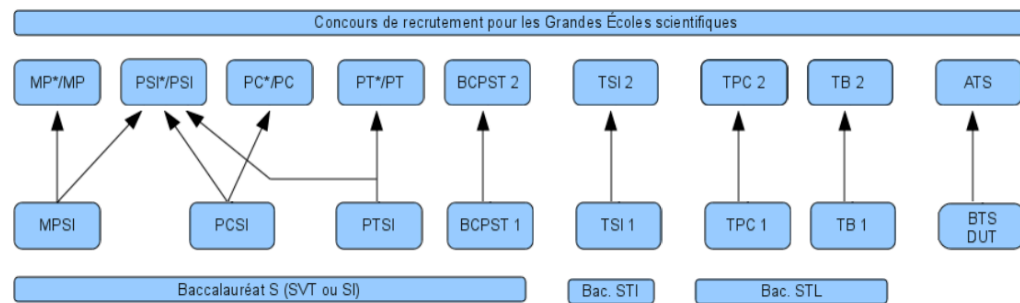 Concours de recrutement pour les Grandes Écoles scientifiques
MP*/MP
PSI*/PSI
PC*/PC
PT*/PT
BCPST 2
TSI 2
TPC 2
TB 2
ATS
MPSI
PCSI
PTSI
BCPST 1
TSI 1
TPC 1
TB 1
BTS
DUT
Baccalauréat S (SVT ou SI)
Bac. STI
Bac. STL